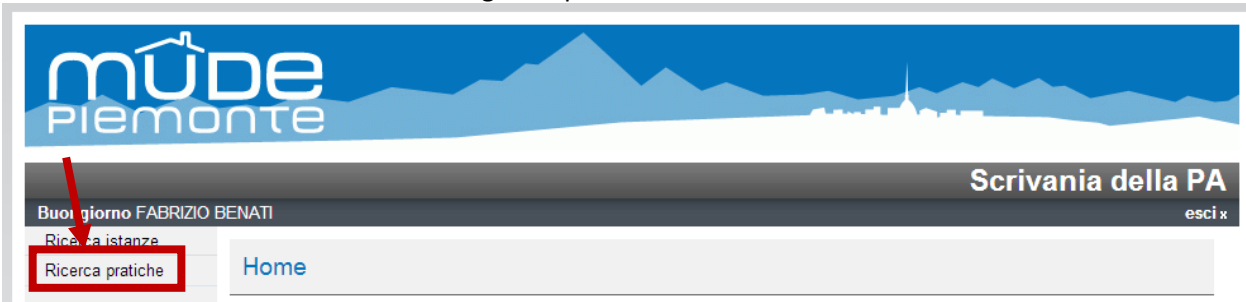 mUDe
PIemonte
Scrivania della PA
Buongiorno FABRIZIO BENATI
esci x
Ricerca istanze
Ricerca pratiche
Home